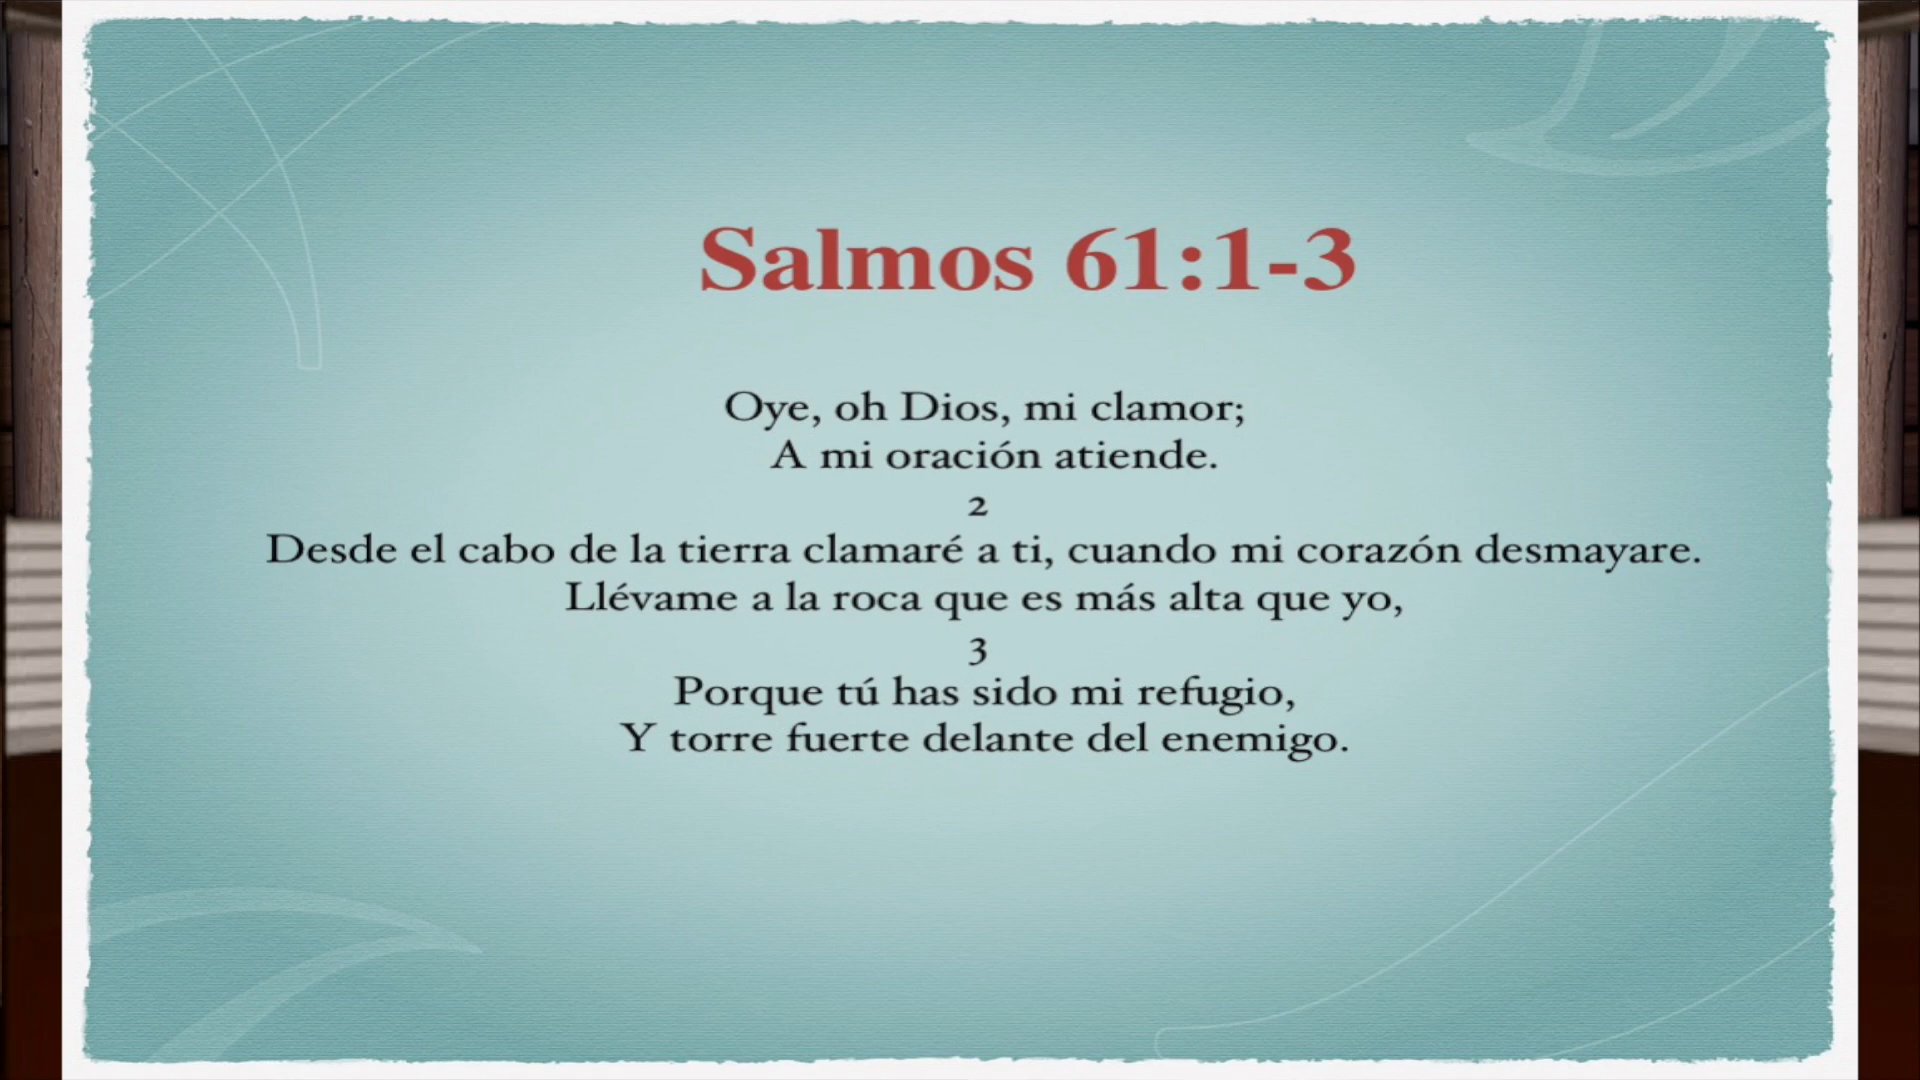 Salmos 61:1-3
Oye, oh Dios, mi clamor;
A mi oración atiende.
2
Desde el cabo de la tierra clamaré a ti, cuando mi corazón desmayare.
Llévame a la roca que es más alta que yo,
3
Porque tú has sido mi refugio,
Y torre fuerte delante del enemigo.